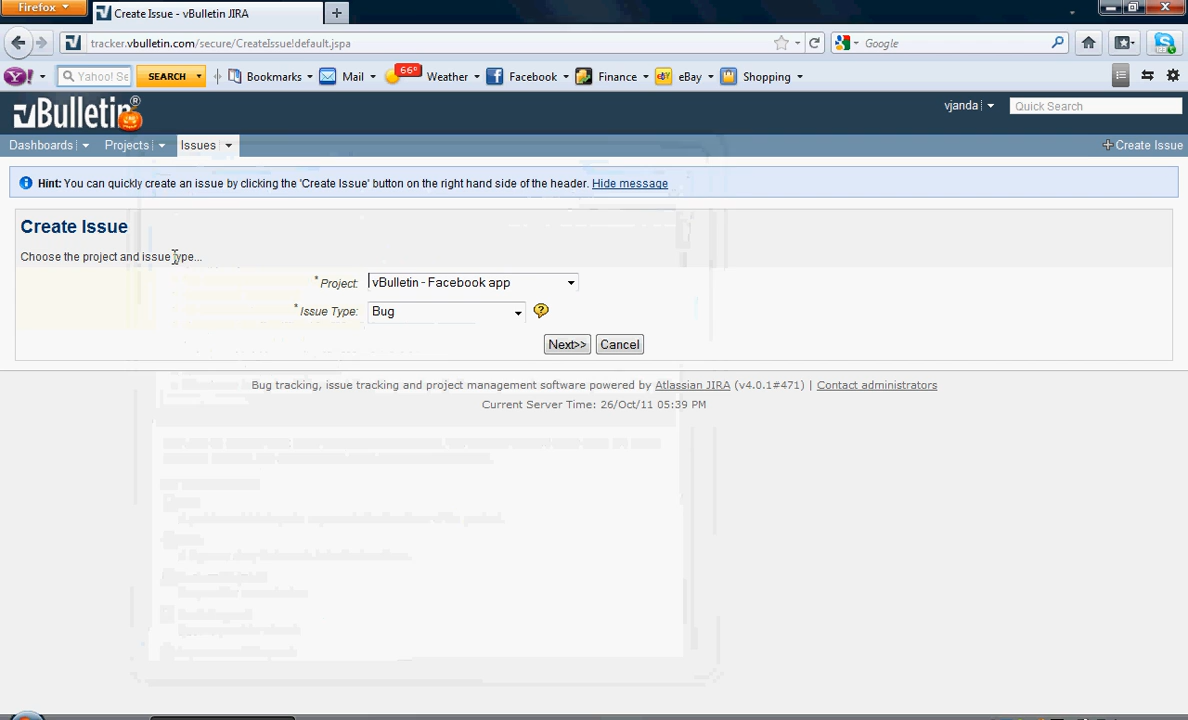 Firefox
Create Issue - vBulletin JIRA
tracker.vbulletin.com/secure/CreateIssue!default.jspa
Google
Y! Yahoo! Se SEARCH Bookmarks Mail 66° Weather Facebook Finance eBay Shopping
vBulletin®
vjanda Quick Search
Dashboards Projects Issues + Create Issue
Hint: You can quickly create an issue by clicking the 'Create Issue' button on the right hand side of the header. Hide message
Create Issue
Choose the project and issue type...
* Project: vBulletin - Facebook app
* Issue Type: Bug
Next>> Cancel
Bug tracking, issue tracking and project management software powered by Atlassian JIRA (v4.0.1#471) | Contact administrators
Current Server Time: 26/Oct/11 05:39 PM